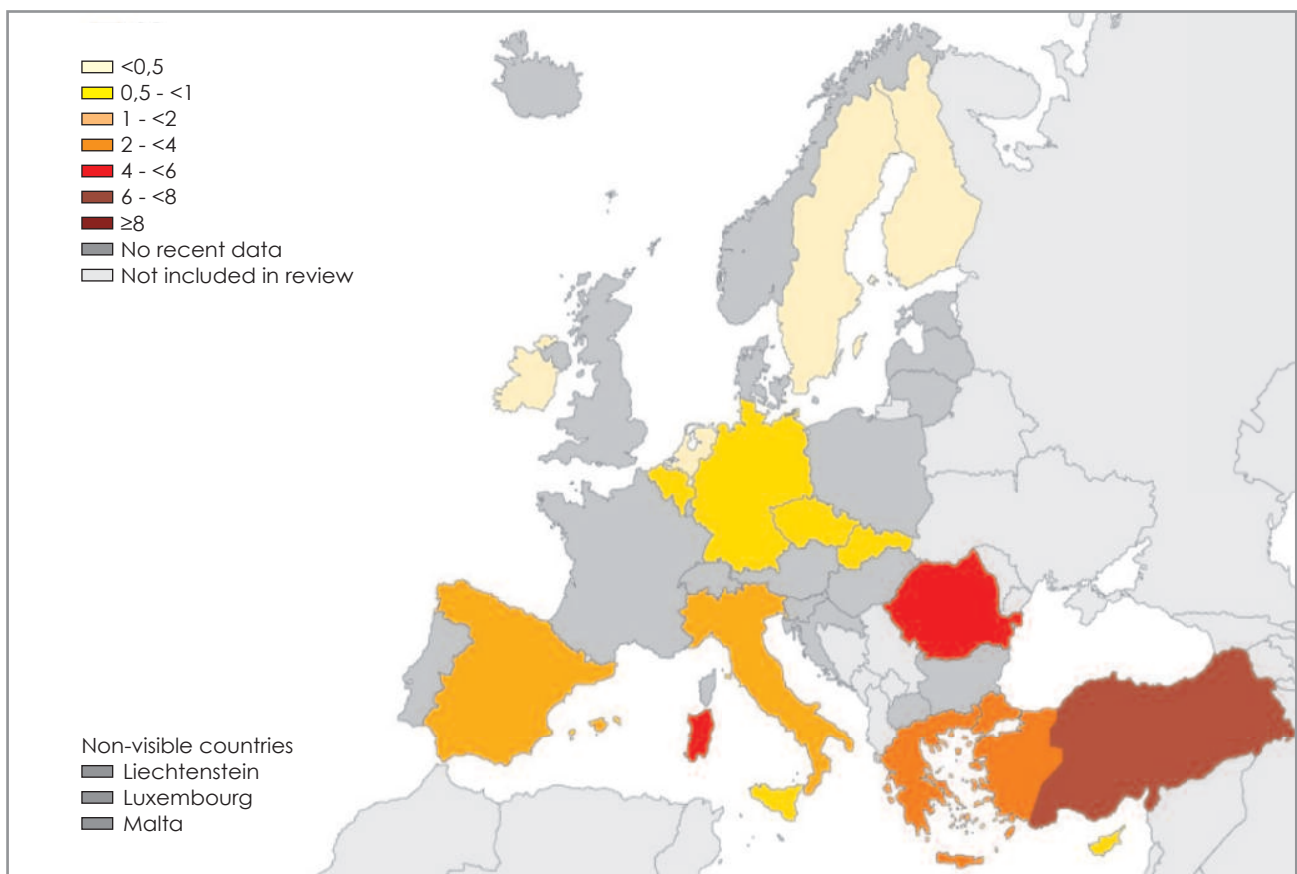 <0,5
0,5 - <1
1 - <2
2 - <4
4 - <6
6 - <8
≥8
No recent data
Not included in review
Non-visible countries
Liechtenstein
Luxembourg
Malta